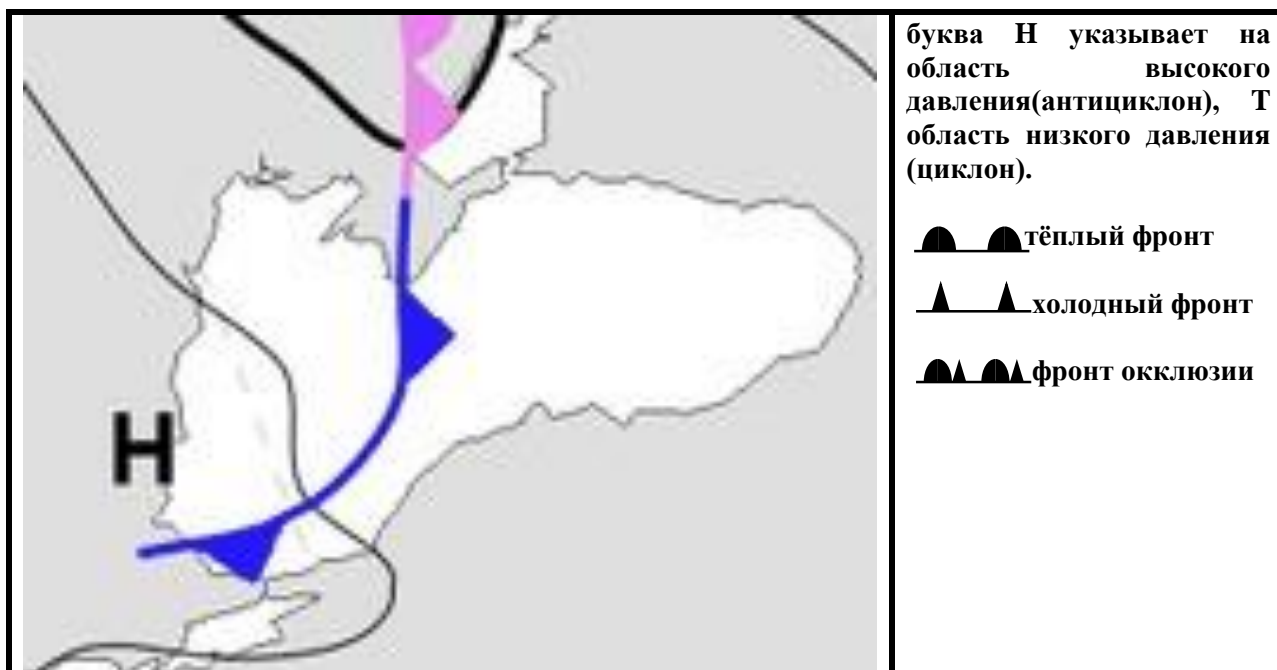 Н
буква Н указывает на
область высокого
давления(антициклон), Т
область низкого давления
(циклон).
тёплый фронт
холодный фронт
фронт окклюзии